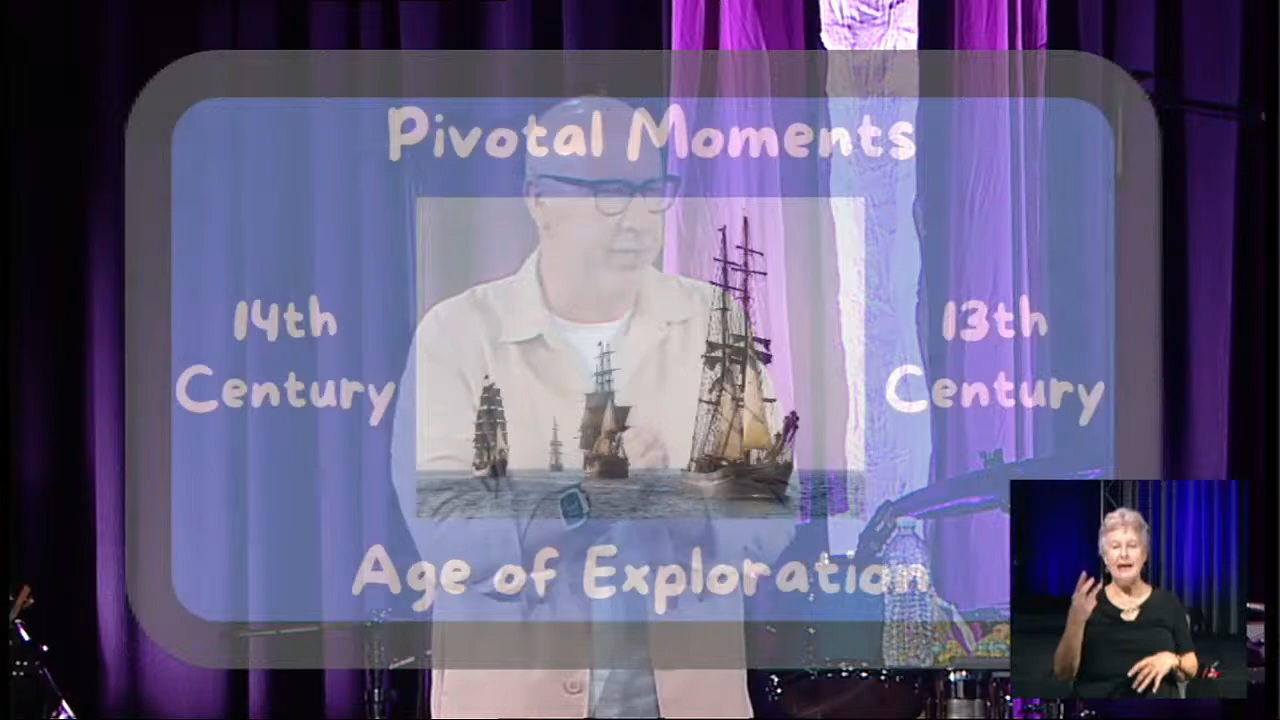 Pivotal Moments
14th
Century
13th
Century
Age of Exploration